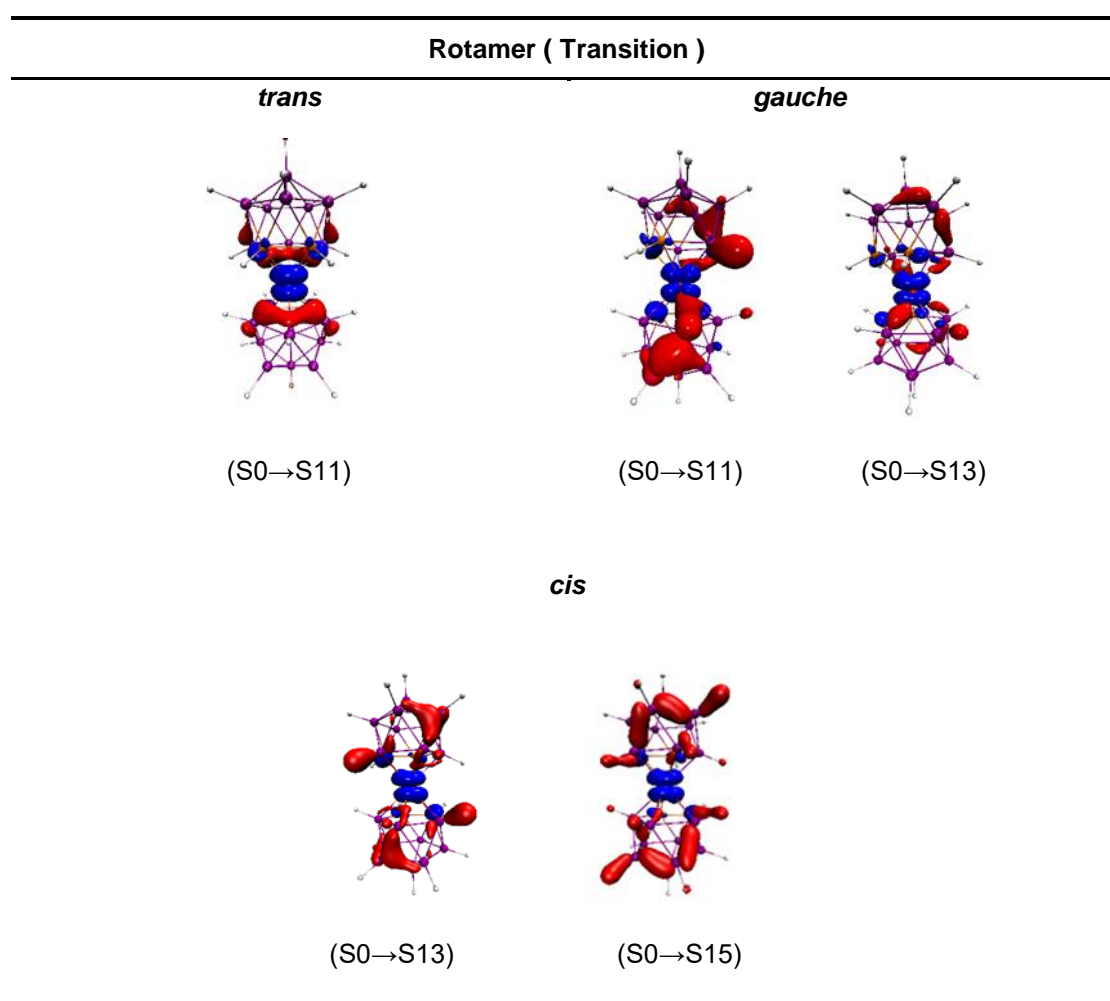 Rotamer ( Transition )
trans
gauche
(S0→S11)
(S0→S11)
(S0→S13)
cis
(S0→S13)
(S0→S15)